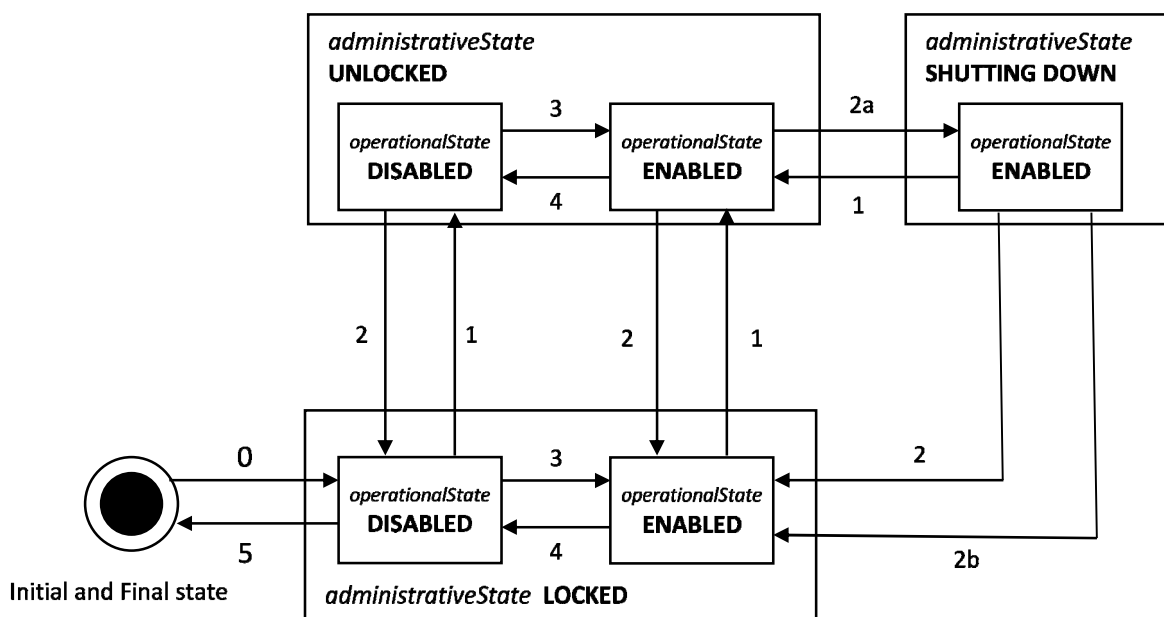 administrativeState
UNLOCKED
administrativeState
SHUTTING DOWN
3
2a
operationalState
DISABLED
operationalState
ENABLED
operationalState
ENABLED
4
1
2
1
2
1
0
3
2
operationalState
DISABLED
operationalState
ENABLED
5
4
2b
Initial and Final state
administrativeState LOCKED